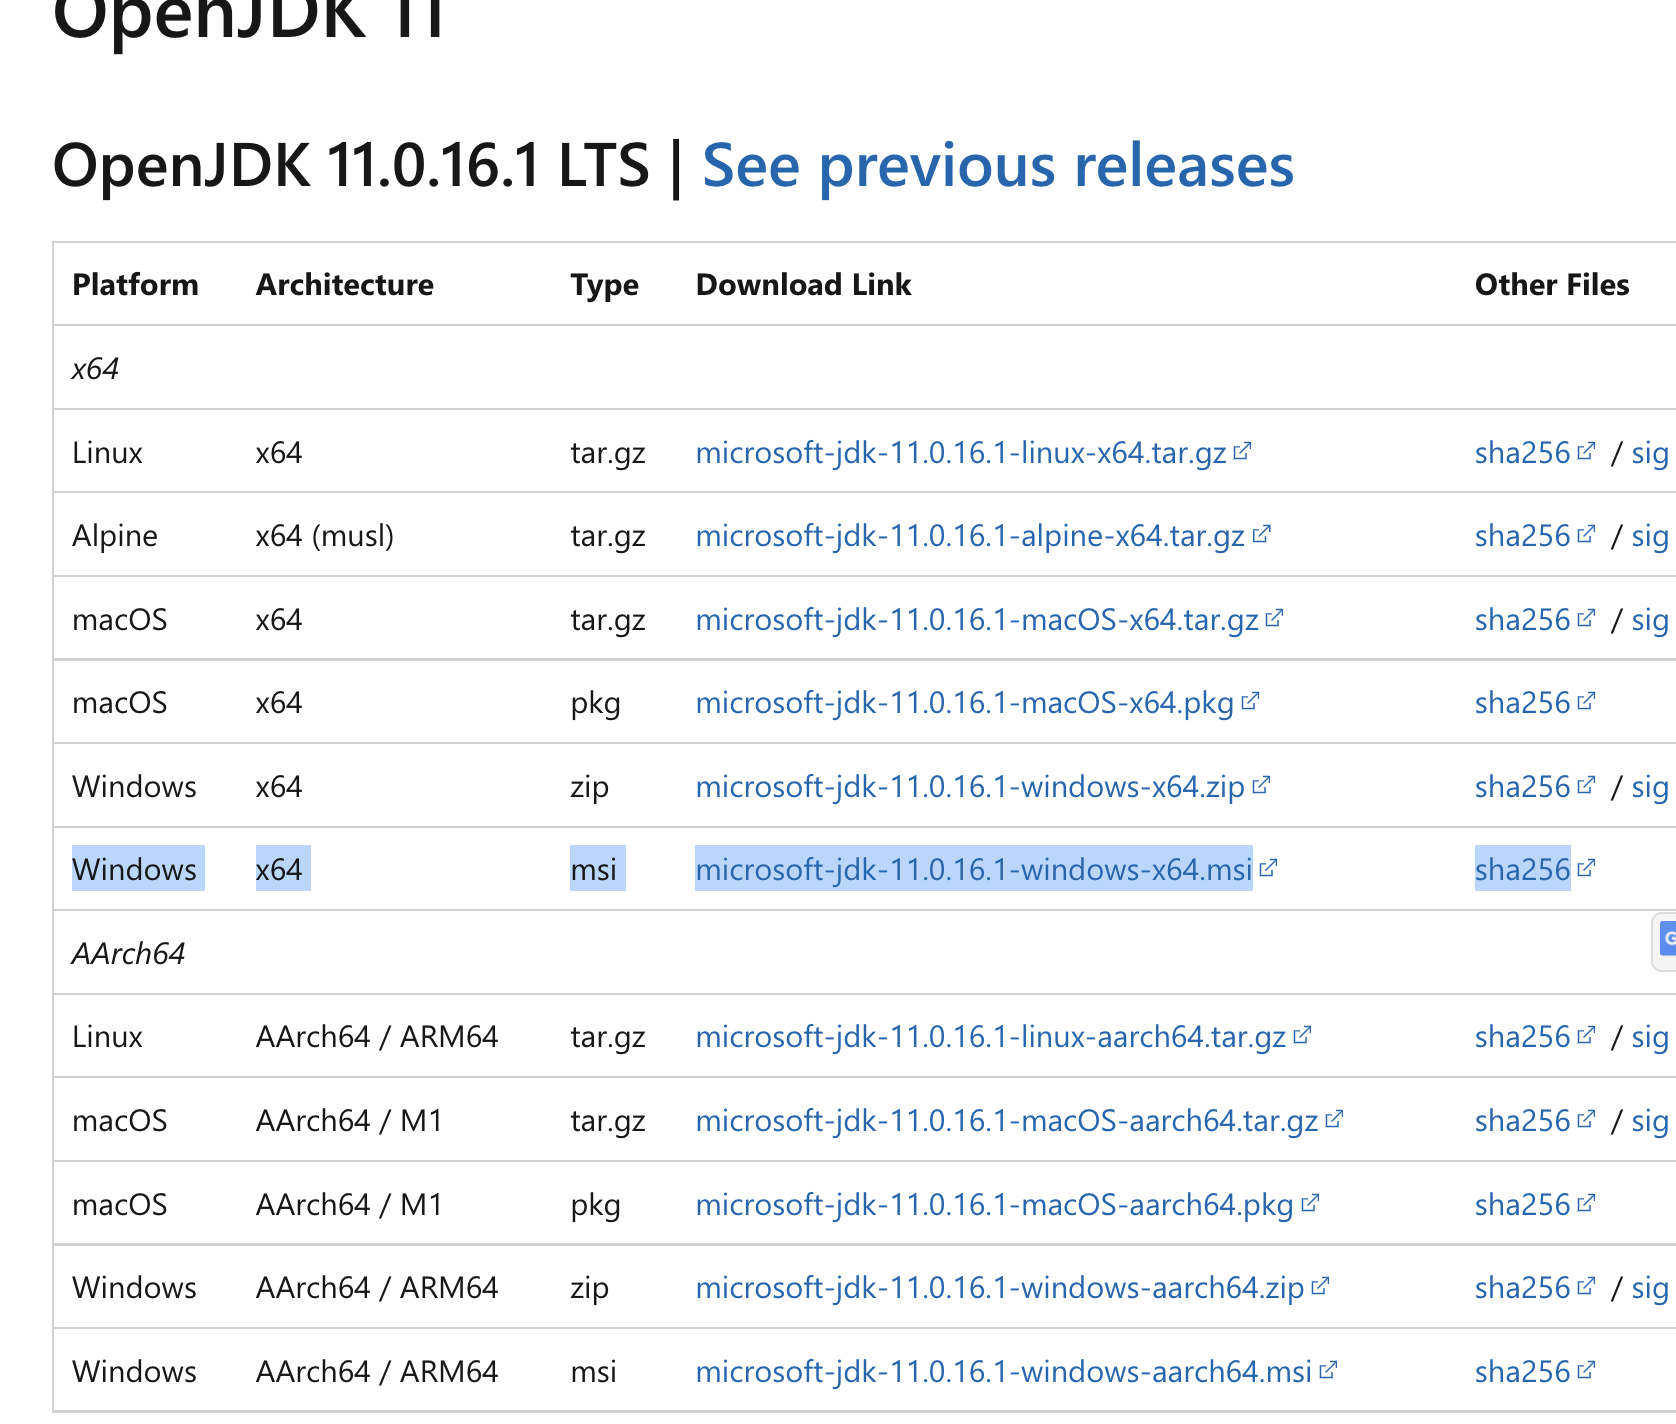 OpenJDK 11
OpenJDK 11.0.16.1 LTS | See previous releases
Platform Architecture Type Download Link Other Files
x64
Linux x64 tar.gz microsoft-jdk-11.0.16.1-linux-x64.tar.gz sha256 / sig
Alpine x64 (musl) tar.gz microsoft-jdk-11.0.16.1-alpine-x64.tar.gz sha256 / sig
macOS x64 tar.gz microsoft-jdk-11.0.16.1-macOS-x64.tar.gz sha256 / sig
macOS x64 pkg microsoft-jdk-11.0.16.1-macOS-x64.pkg sha256
Windows x64 zip microsoft-jdk-11.0.16.1-windows-x64.zip sha256 / sig
Windows x64 msi microsoft-jdk-11.0.16.1-windows-x64.msi sha256
AArch64
Linux AArch64 / ARM64 tar.gz microsoft-jdk-11.0.16.1-linux-aarch64.tar.gz sha256 / sig
macOS AArch64 / M1 tar.gz microsoft-jdk-11.0.16.1-macOS-aarch64.tar.gz sha256 / sig
macOS AArch64 / M1 pkg microsoft-jdk-11.0.16.1-macOS-aarch64.pkg sha256
Windows AArch64 / ARM64 zip microsoft-jdk-11.0.16.1-windows-aarch64.zip sha256 / sig
Windows AArch64 / ARM64 msi microsoft-jdk-11.0.16.1-windows-aarch64.msi sha256